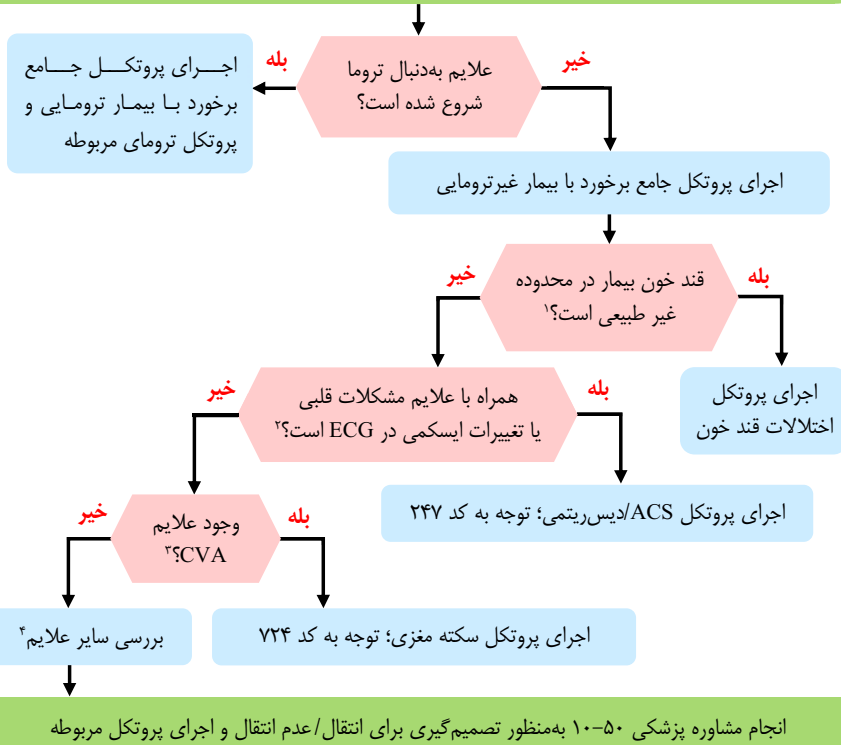 علایم به‌دنبال تروما
شروع شده است؟
بله
خیر
اجـــرای پروتکـــل جـــامع
برخورد بـا بیمـار ترومـایی و
پروتکل ترومای مربوطه
اجرای پروتکل جامع برخورد با بیمار غیرترومایی
قند خون بیمار در محدوده
غیر طبیعی است؟۱
بله
خیر
اجرای پروتکل
اختلالات قند خون
همراه با علایم مشکلات قلبی
یا تغییرات ایسکمی در ECG است؟۲
بله
خیر
اجرای پروتکل ACS/دیس‌ریتمی؛ توجه به کد ۲۴۷
وجود علایم
CVA؟۳
بله
خیر
اجرای پروتکل سکته مغزی؛ توجه به کد ۷۲۴
بررسی سایر علایم۴
انجام مشاوره پزشکی ۵۰-۱۰ به‌منظور تصمیم‌گیری برای انتقال/عدم انتقال و اجرای پروتکل مربوطه